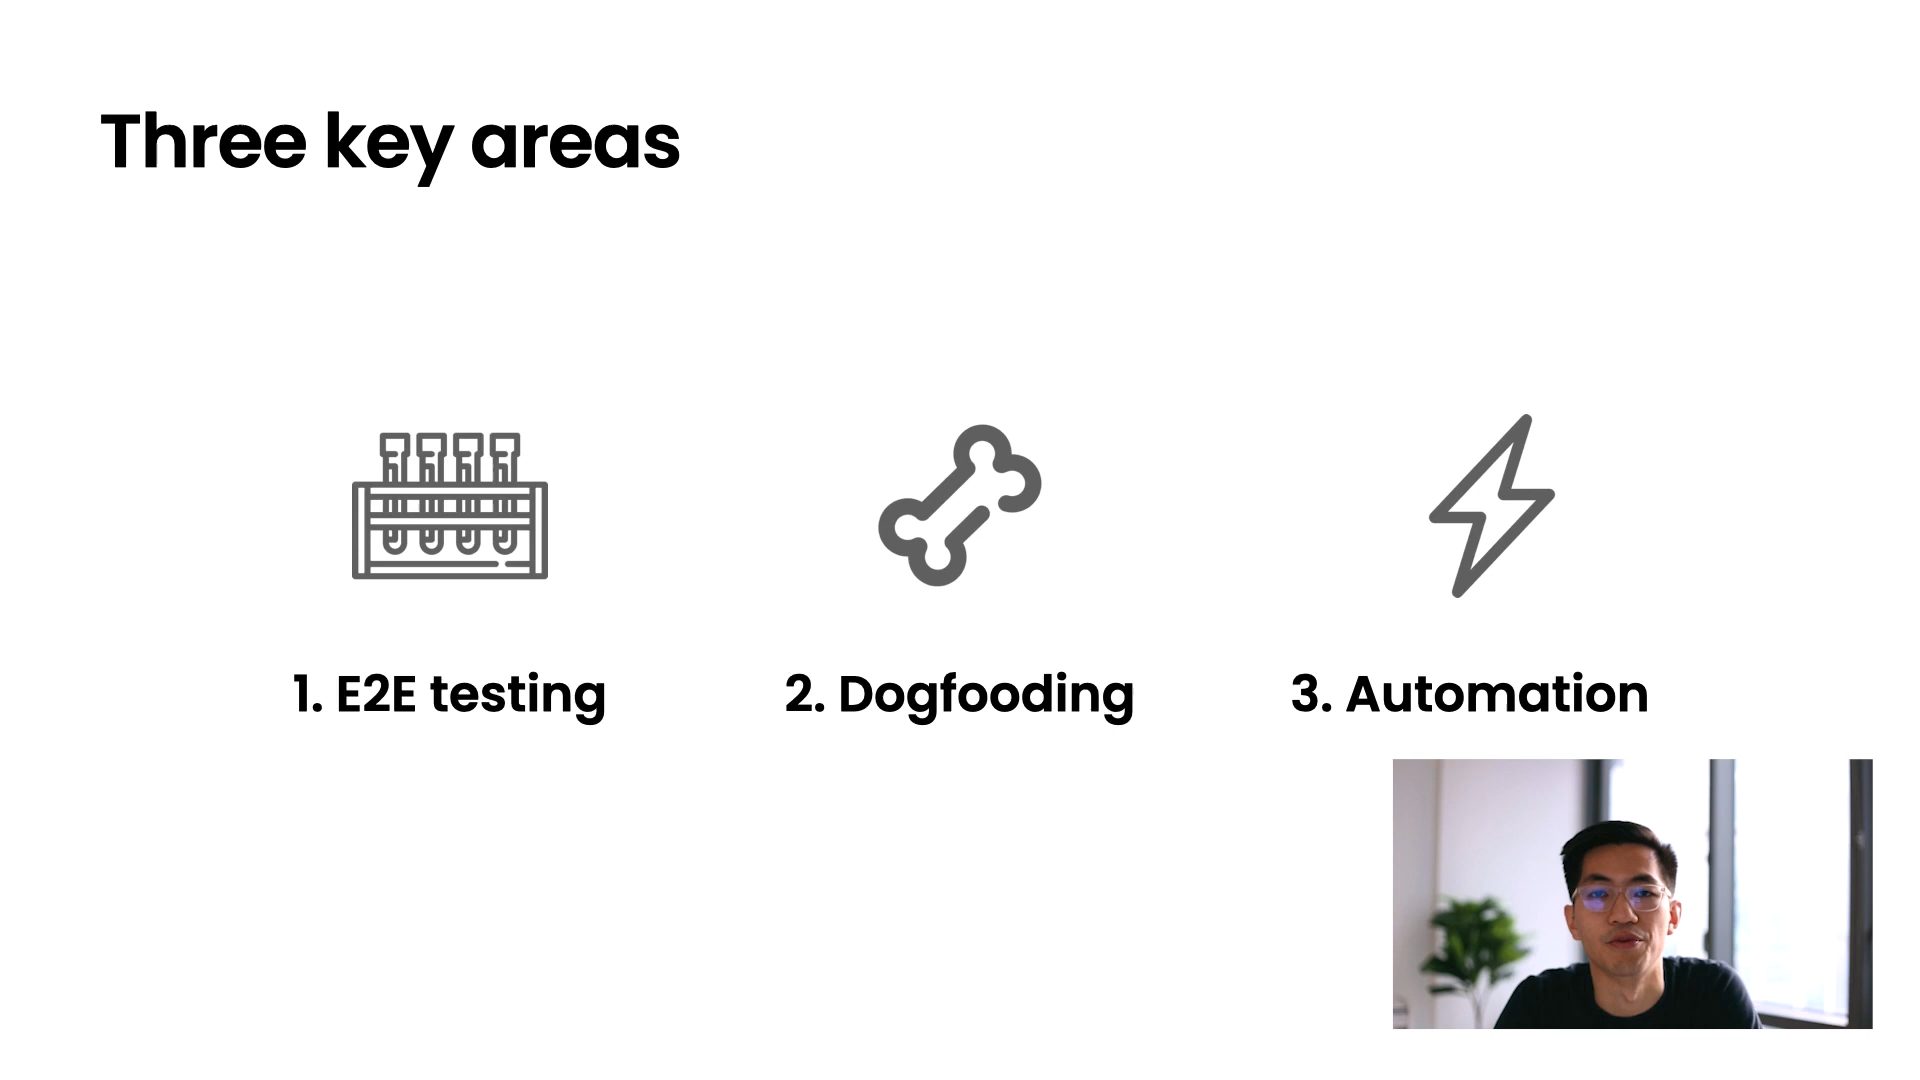 Three key areas
1. E2E testing
2. Dogfooding
3. Automation